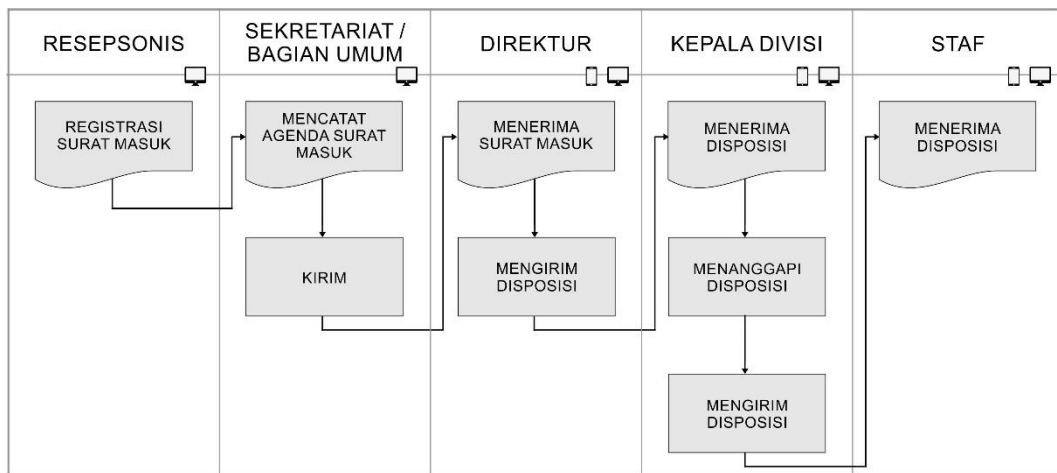 RESEPSONIS
SEKRETARIAT /
BAGIAN UMUM
DIREKTUR
KEPALA DIVISI
STAF
REGISTRASI
SURAT MASUK
MENCATAT
AGENDA SURAT
MASUK
KIRIM
MENERIMA
SURAT MASUK
MENGIRIM
DISPOSISI
MENERIMA
DISPOSISI
MENANGGAPI
DISPOSISI
MENGIRIM
DISPOSISI
MENERIMA
DISPOSISI